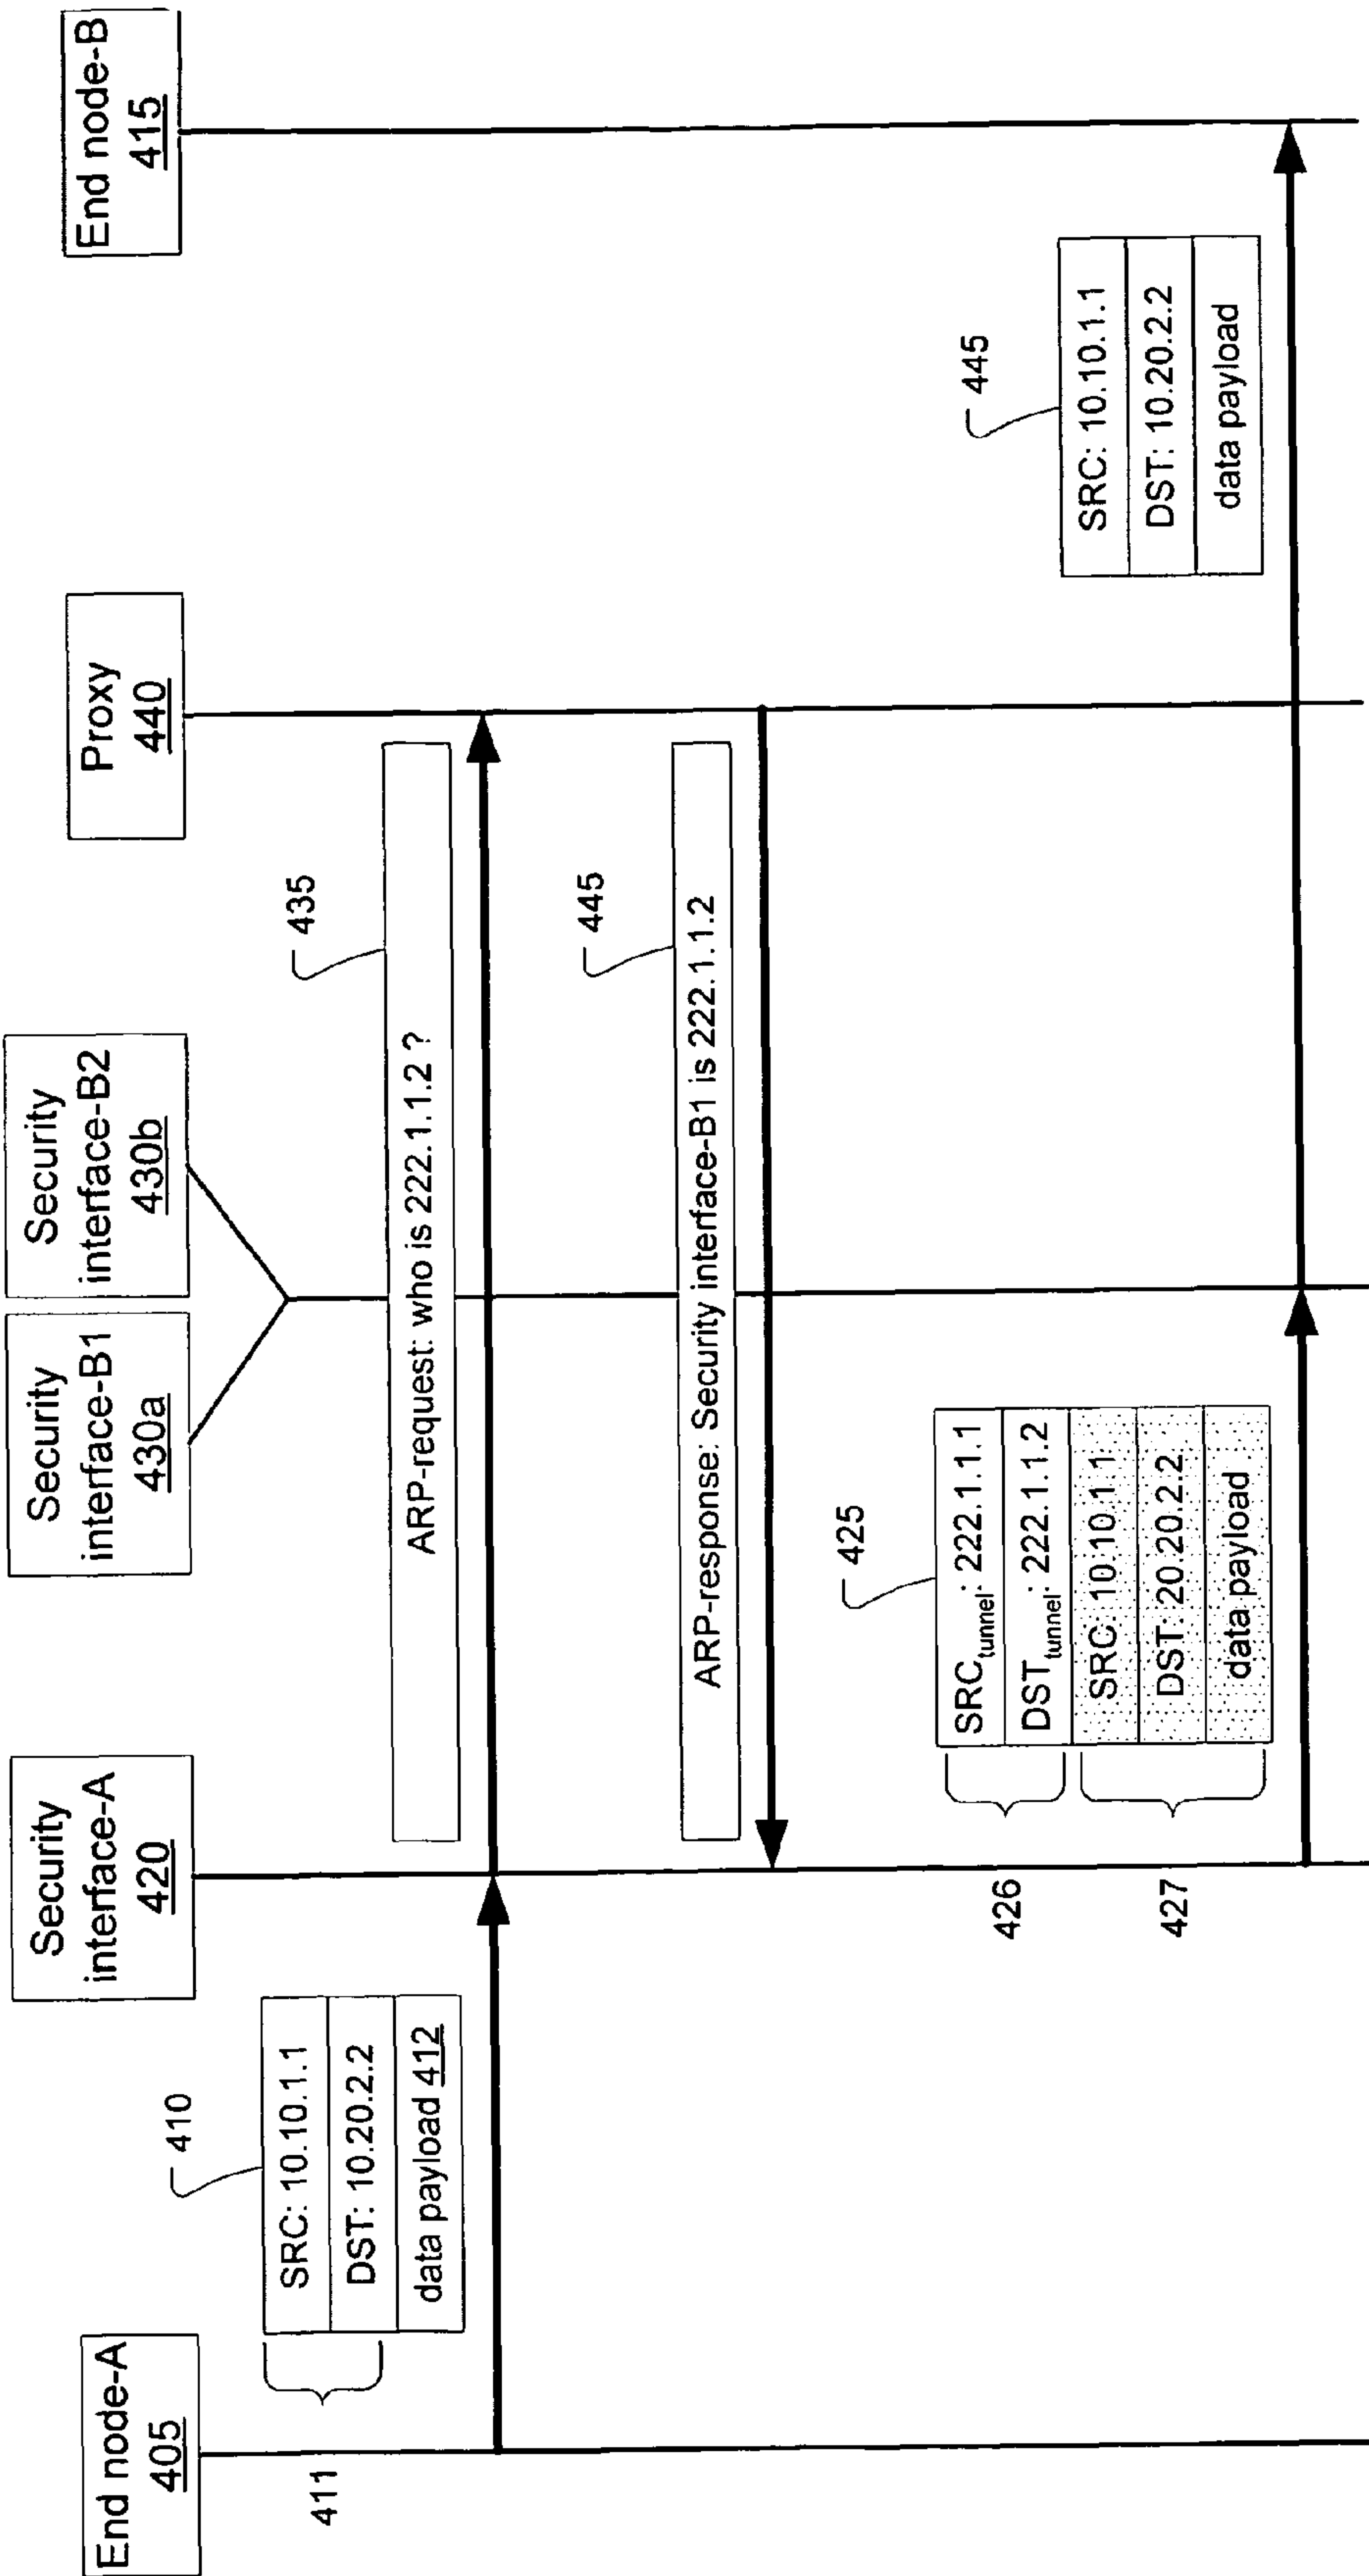 End node-A
405
Security
interface-A
420
Security
interface-B1
430a
Security
interface-B2
430b
Proxy
440
End node-B
415
410
SRC: 10.10.1.1
DST: 10.20.2.2
data payload 412
411
435
ARP-request: who is 222.1.1.2 ?
445
ARP-response: Security interface-B1 is 222.1.1.2
425
SRCtunnel: 222.1.1.1
DSTtunnel: 222.1.1.2
SRC: 10.10.1.1
DST: 20.20.2.2
data payload
426
427
445
SRC: 10.10.1.1
DST: 10.20.2.2
data payload